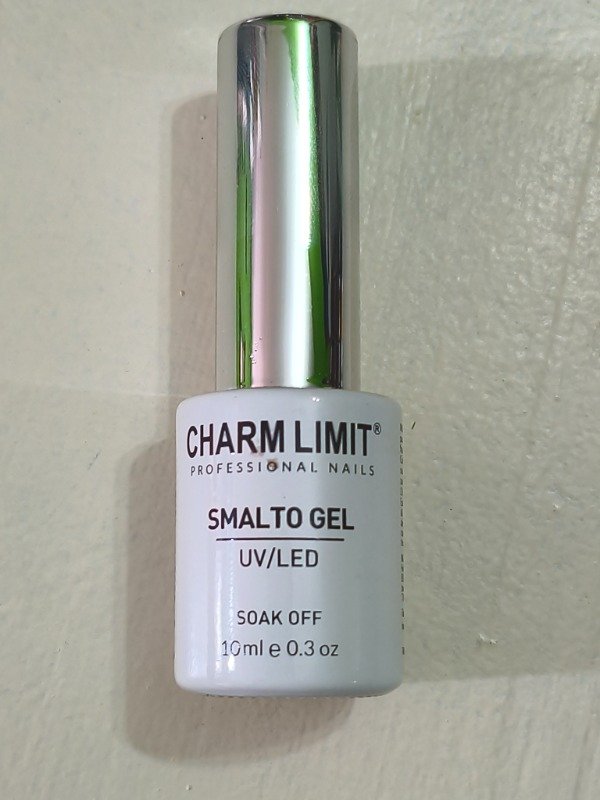 CHARM LIMIT®
PROFESSIONAL NAILS
SMALTO GEL
UV/LED
SOAK OFF
10ml e 0.3 oz